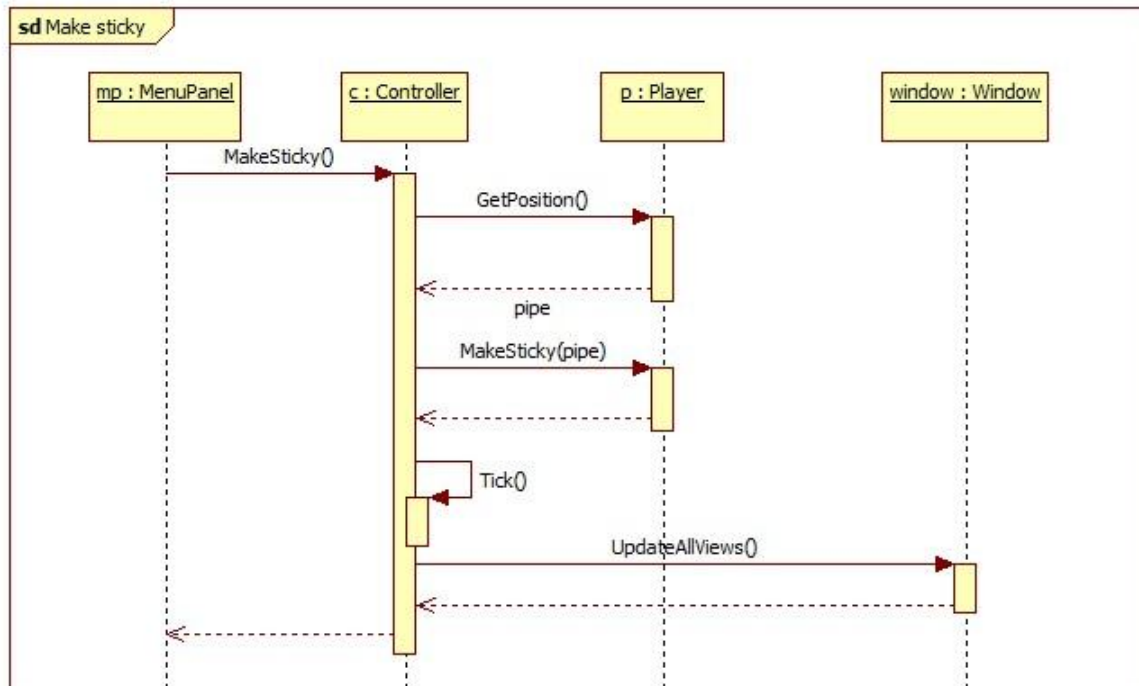 sd Make sticky
mp : MenuPanel
c : Controller
p : Player
window : Window
MakeSticky()
GetPosition()
pipe
MakeSticky(pipe)
Tick()
UpdateAllViews()